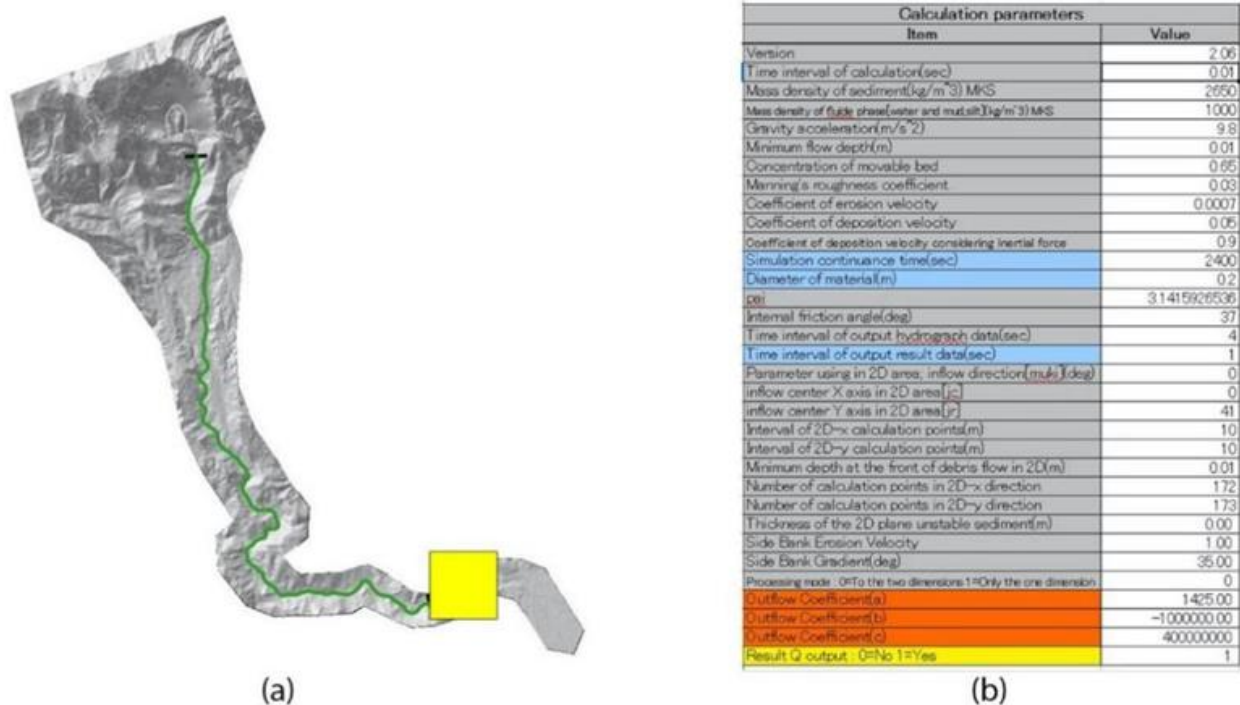 Calculation parameters
Item Value
Version 2.06
Time interval of calculation(sec) 0.01
Mass density of sediment(kg/m^3) MKS 2650
Mass density of fluide phase[water and mud,silt](kg/m^3) MKS 1000
Gravity acceleration(m/s^2) 9.8
Minimum flow depth(m) 0.01
Concentration of movable bed 0.65
Manning's roughness coefficient 0.03
Coefficient of erosion velocity 0.0007
Coefficient of deposition velocity 0.05
Coefficient of deposition velocity considering inertial force 0.9
Simulation continuance time(sec) 2400
Diameter of material(m) 0.2
pai 3.1415926536
Internal friction angle(deg) 37
Time interval of output hydrograph data(sec) 4
Time interval of output result data(sec) 1
Parameter using in 2D area, inflow direction[muki](deg) 0
inflow center X axis in 2D area[jc] 0
inflow center Y axis in 2D area[jr] 41
Interval of 2D-x calculation points(m) 10
Interval of 2D-y calculation points(m) 10
Minimum depth at the front of debris flow in 2D(m) 0.01
Number of calculation points in 2D-x direction 172
Number of calculation points in 2D-y direction 173
Thickness of the 2D plane unstable sediment(m) 0.00
Side Bank Erosion Velocity 1.00
Side Bank Gradient(deg) 35.00
Processing mode : 0=To the two dimensions 1=Only the one dimension 0
Outflow Coefficient(a) 1425.00
Outflow Coefficient(b) -1000000.00
Outflow Coefficient(c) 400000000
Result Q output : 0=No 1=Yes 1
(a) (b)